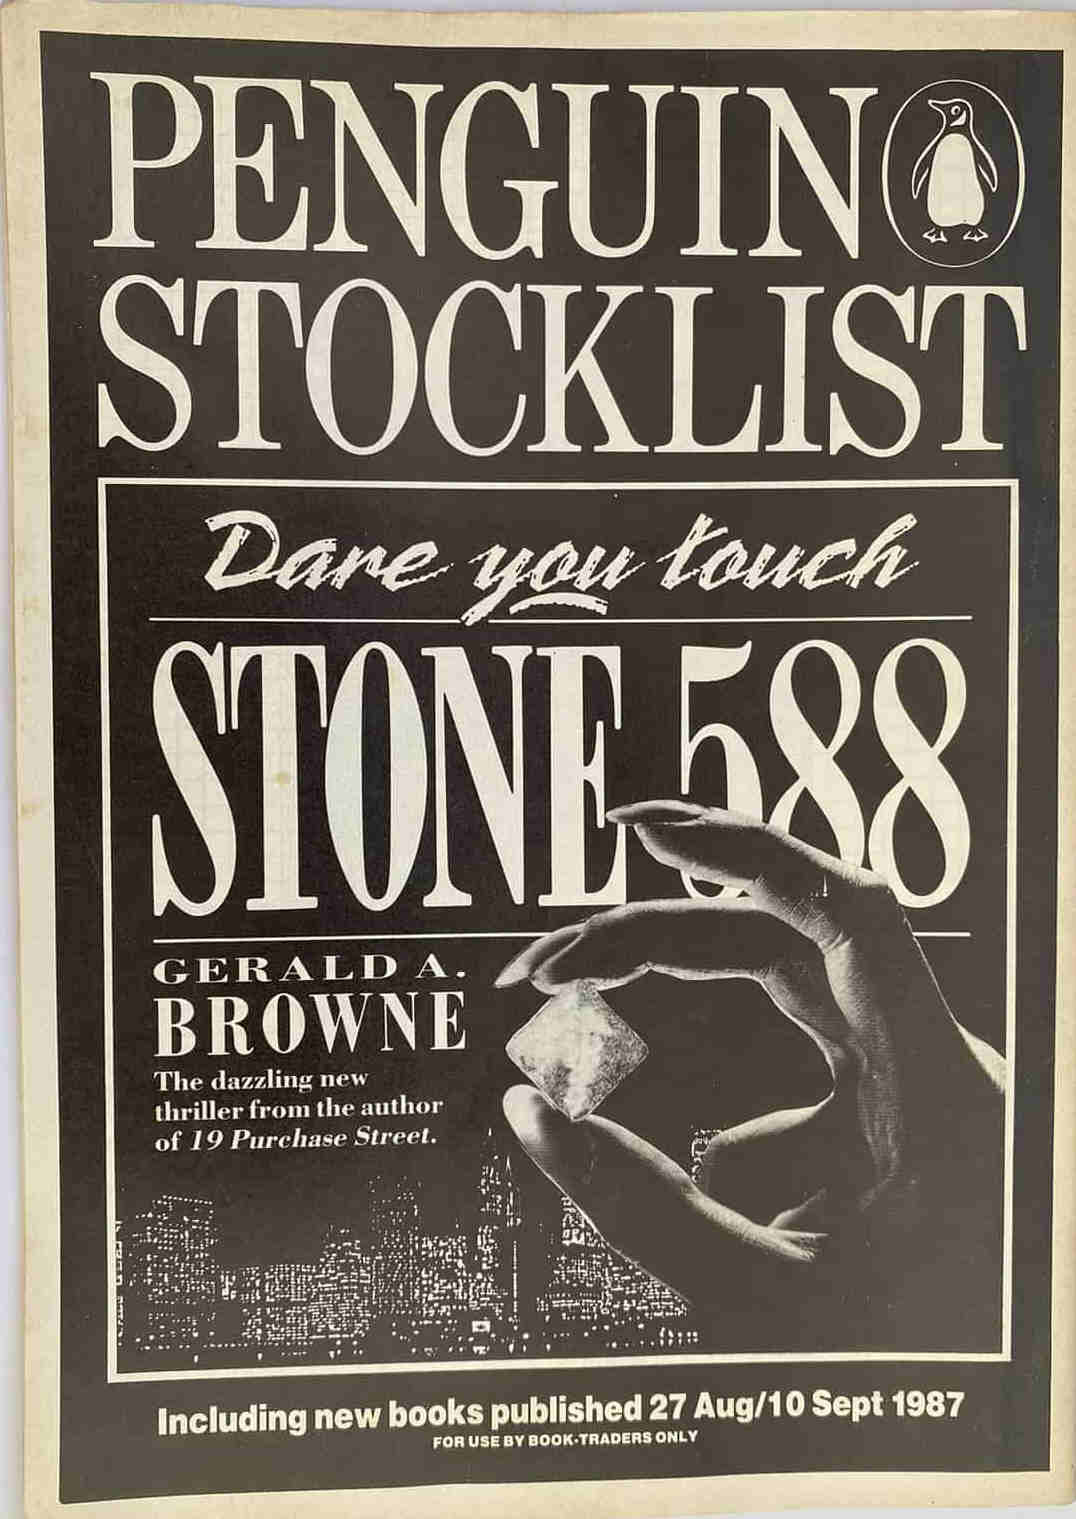 PENGUIN
STOCKLIST
Dare you touch
STONE 588
GERALD A.
BROWNE
The dazzling new
thriller from the author
of 19 Purchase Street.
Including new books published 27 Aug/10 Sept 1987
FOR USE BY BOOK-TRADERS ONLY